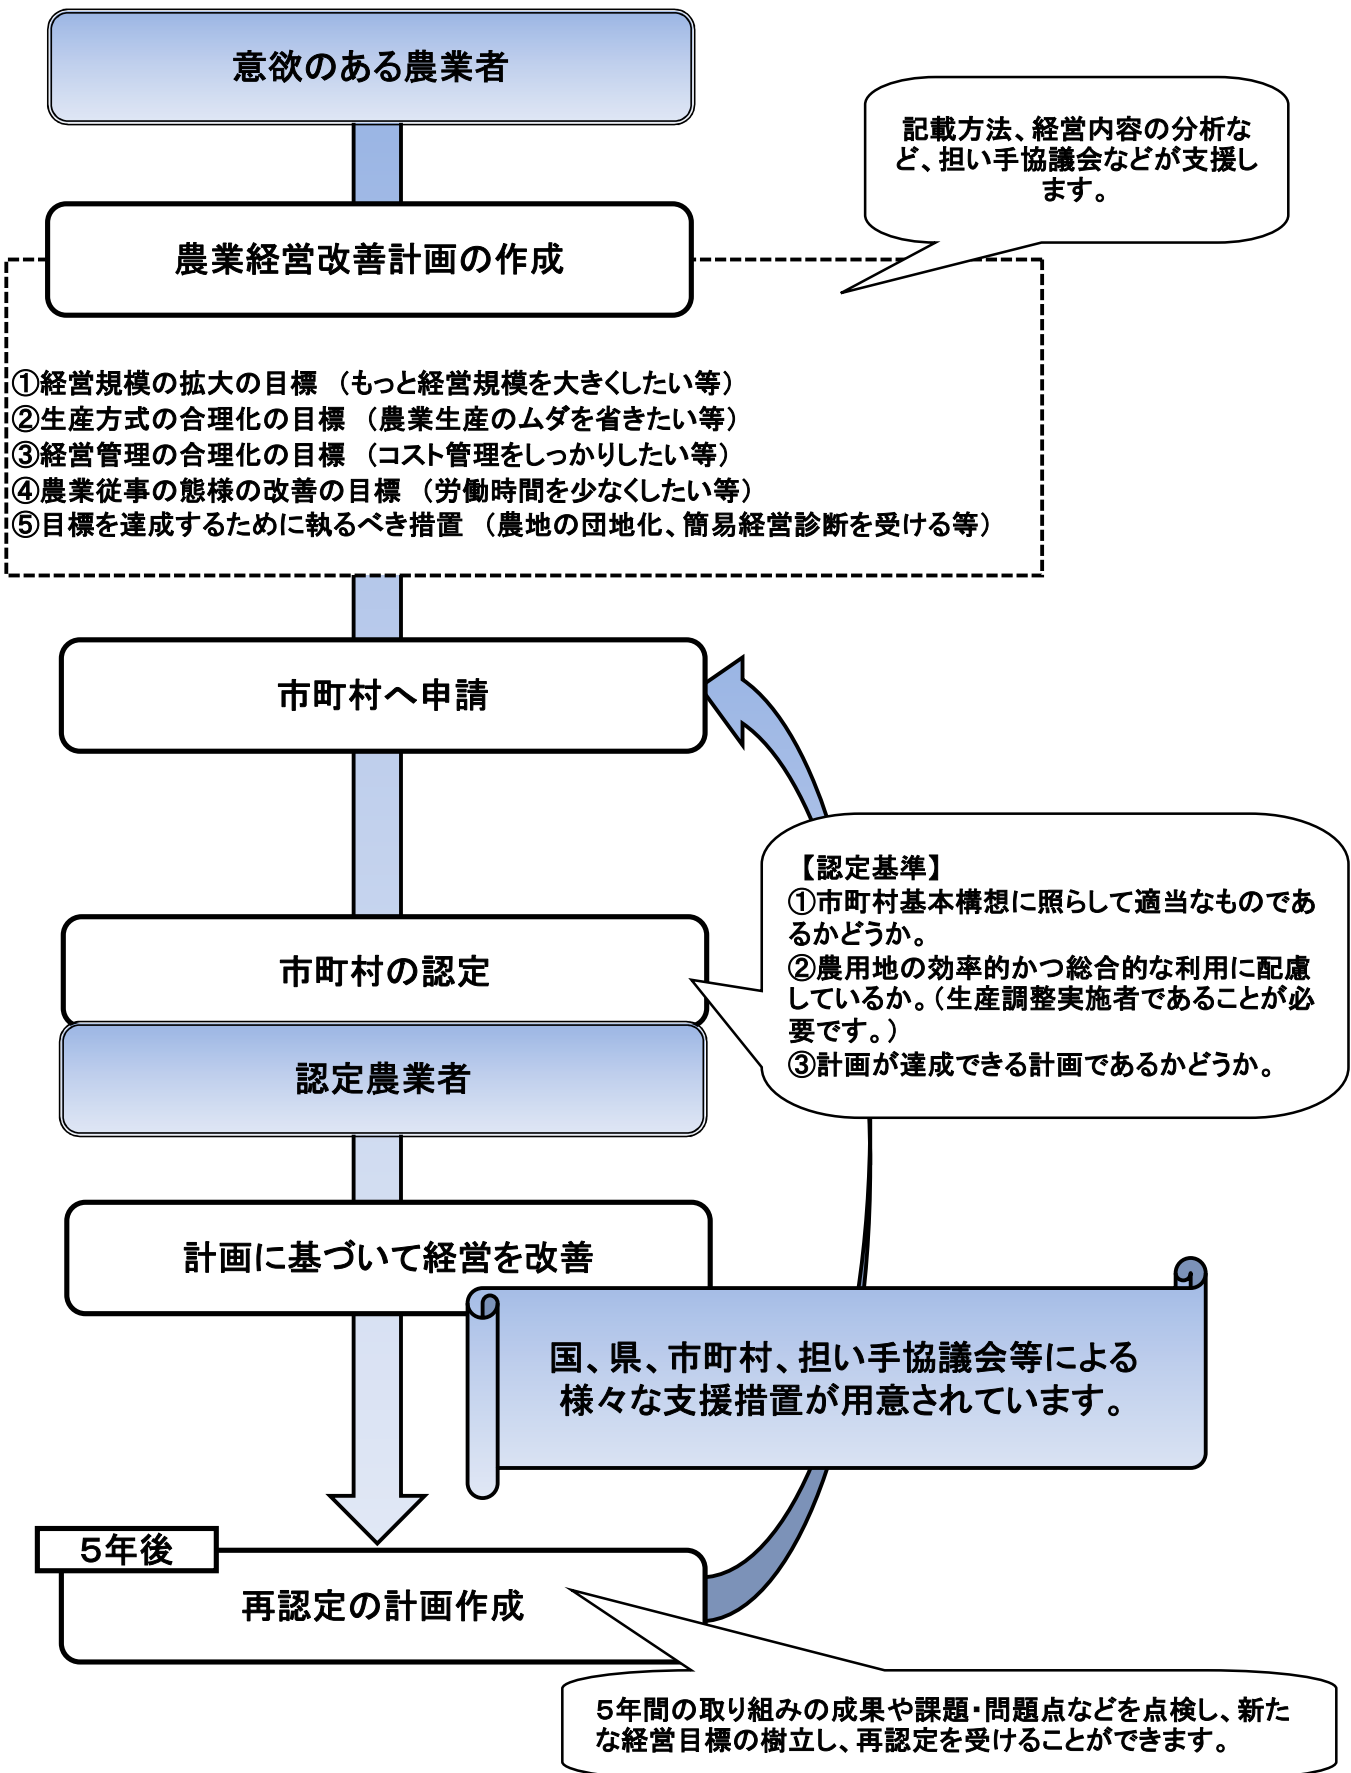 意欲のある農業者
記載方法、経営内容の分析な
ど、担い手協議会などが支援し
ます。
農業経営改善計画の作成
①経営規模の拡大の目標　（もっと経営規模を大きくしたい等）
②生産方式の合理化の目標　（農業生産のムダを省きたい等）
③経営管理の合理化の目標　（コスト管理をしっかりしたい等）
④農業従事の態様の改善の目標　（労働時間を少なくしたい等）
⑤目標を達成するために執るべき措置　（農地の団地化、簡易経営診断を受ける等）
市町村へ申請
【認定基準】
①市町村基本構想に照らして適当なものであ
るかどうか。
②農用地の効率的かつ総合的な利用に配慮
しているか。（生産調整実施者であることが必
要です。）
③計画が達成できる計画であるかどうか。
市町村の認定
認定農業者
計画に基づいて経営を改善
国、県、市町村、担い手協議会等による
様々な支援措置が用意されています。
５年後
再認定の計画作成
５年間の取り組みの成果や課題・問題点などを点検し、新た
な経営目標の樹立し、再認定を受けることができます。